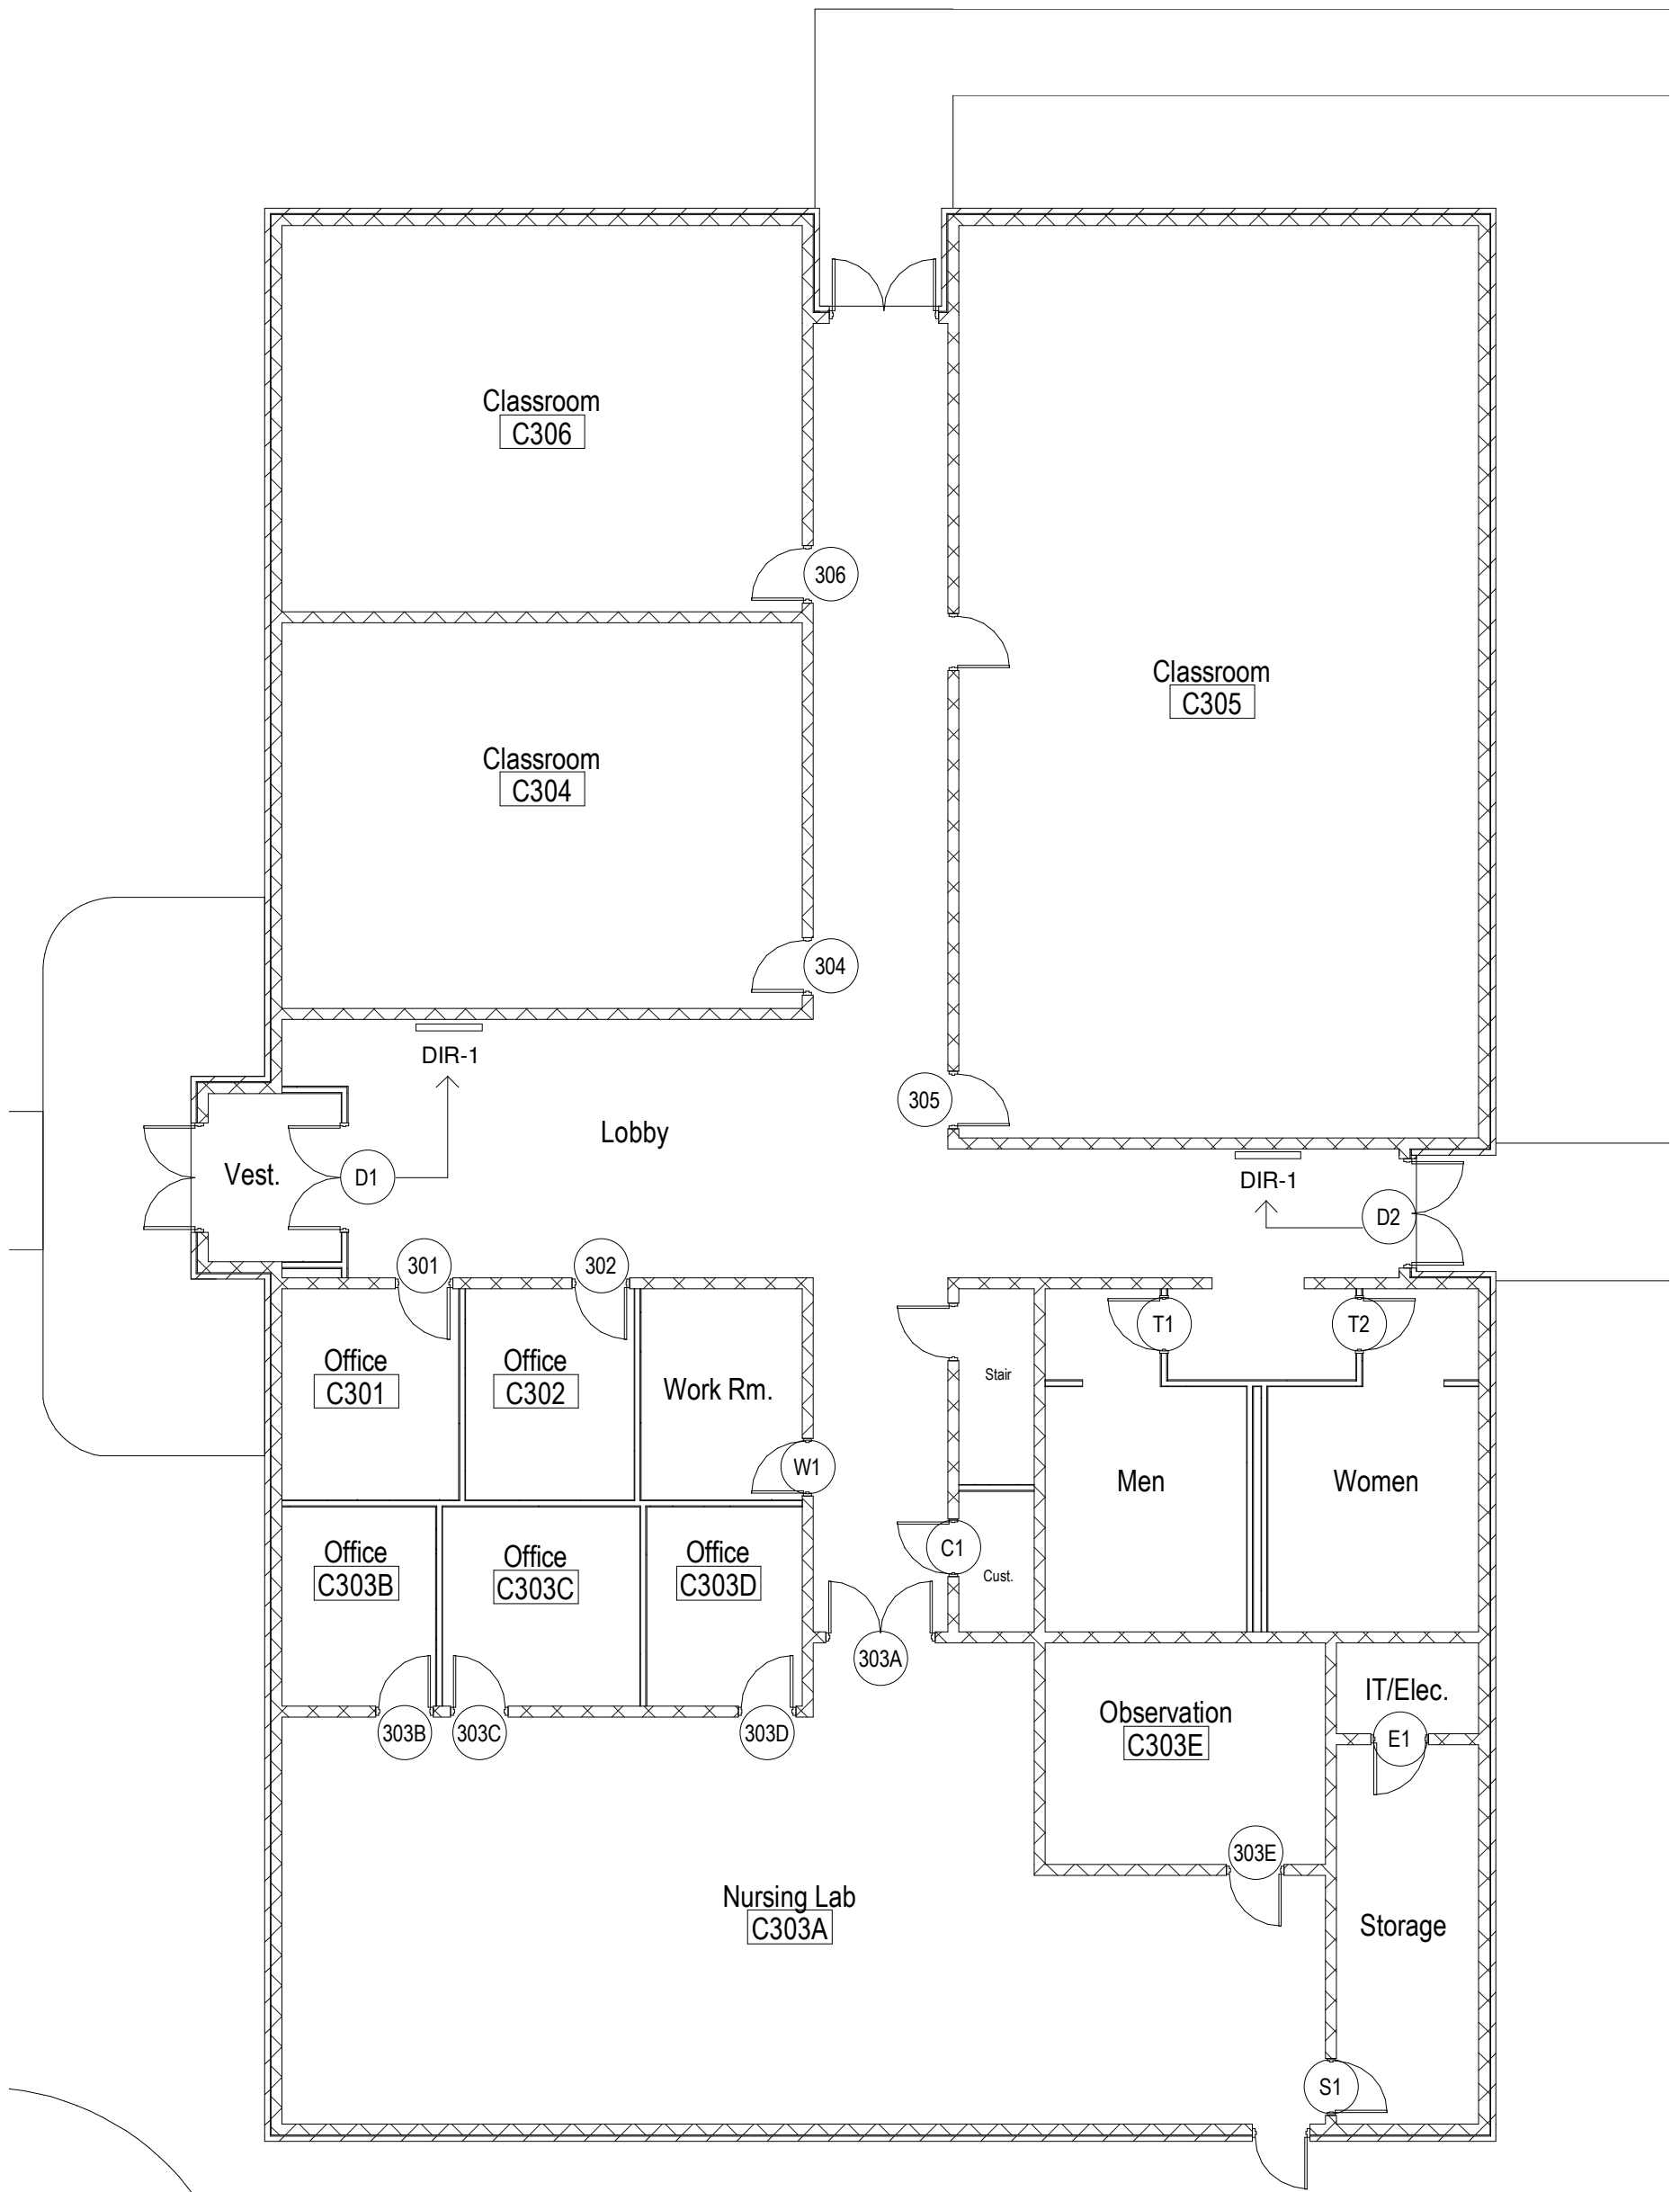 Classroom
C306
306
Classroom
C305
Classroom
C304
304
DIR-1
305
Lobby
Vest.
D1
DIR-1
D2
301
302
T1
T2
Office
C301
Office
C302
Work Rm.
Stair
W1
Men
Women
C1
Office
C303B
Office
C303C
Office
C303D
Cust.
303A
303B
303C
303D
Observation
C303E
IT/Elec.
E1
303E
Nursing Lab
C303A
Storage
S1